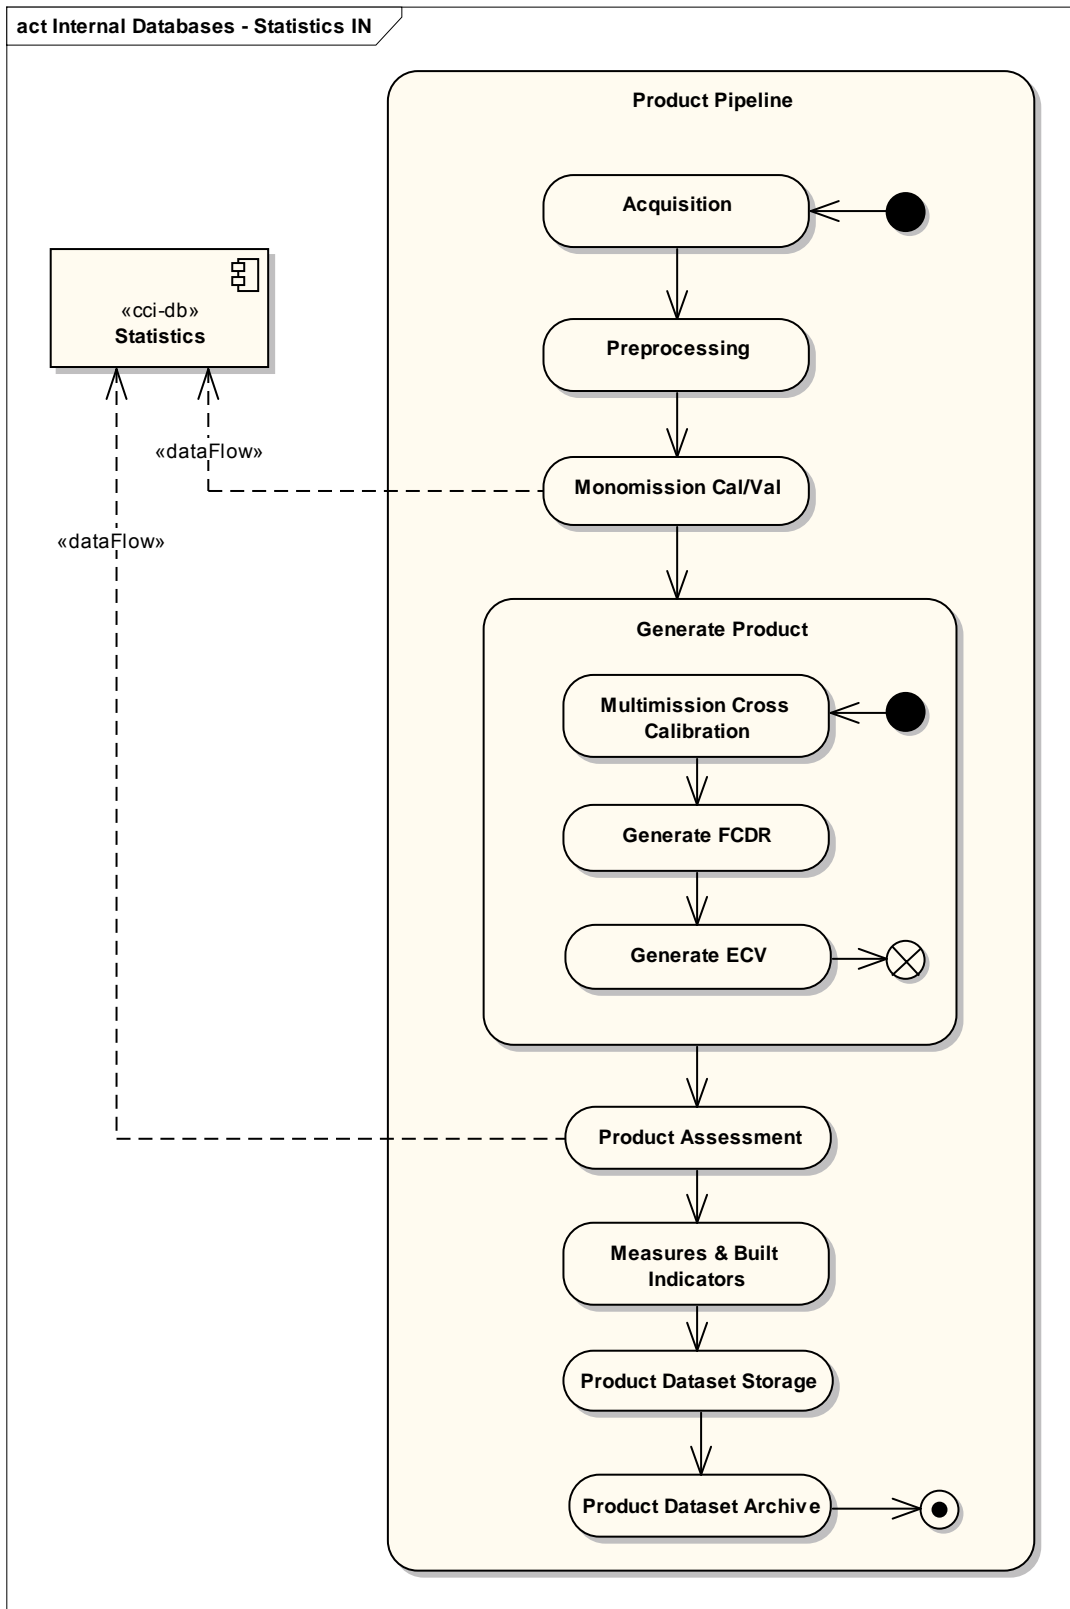 act Internal Databases - Statistics IN
Product Pipeline
Acquisition
«cci-db»
Statistics
Preprocessing
«dataFlow»
Monomission Cal/Val
«dataFlow»
Generate Product
Multimission Cross
Calibration
Generate FCDR
Generate ECV
Product Assessment
Measures & Built
Indicators
Product Dataset Storage
Product Dataset Archive